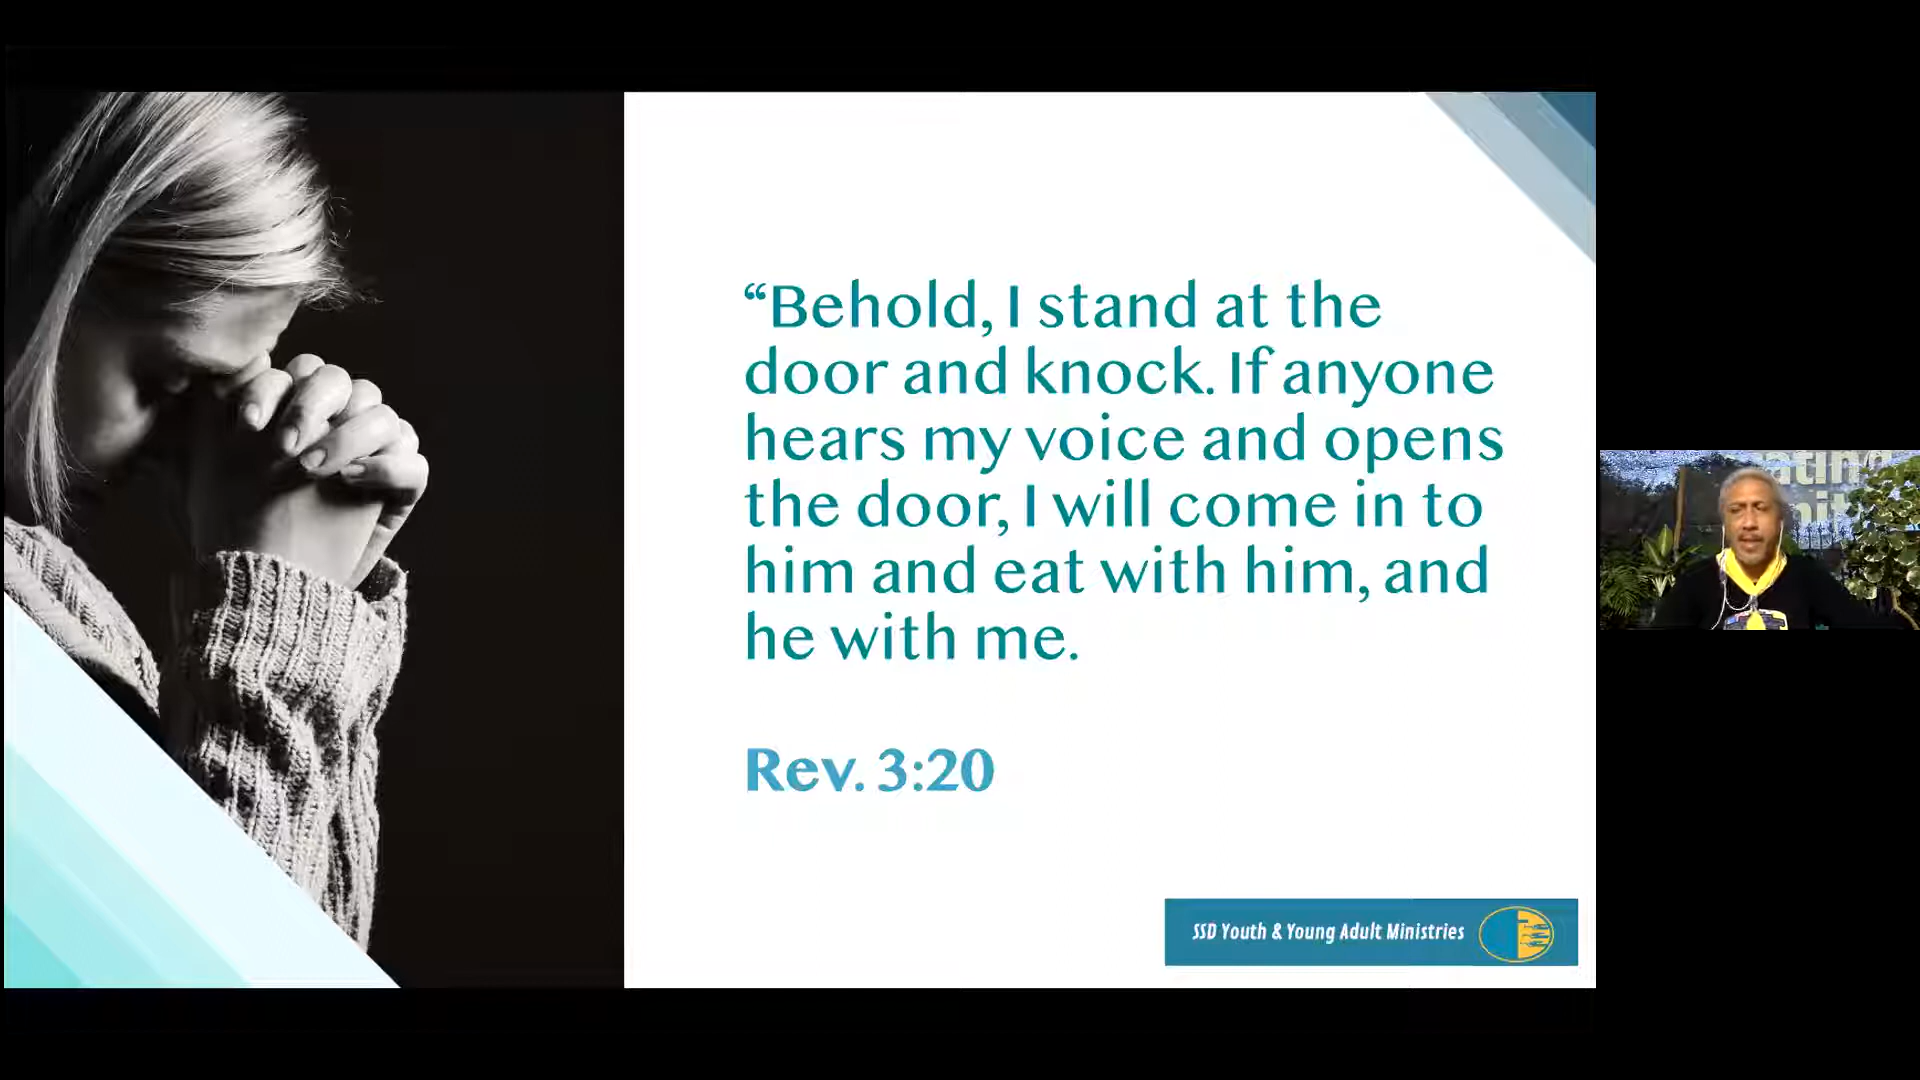 “Behold, I stand at the
door and knock. If anyone
hears my voice and opens
the door, I will come in to
him and eat with him, and
he with me.
Rev. 3:20
SSD Youth & Young Adult Ministries